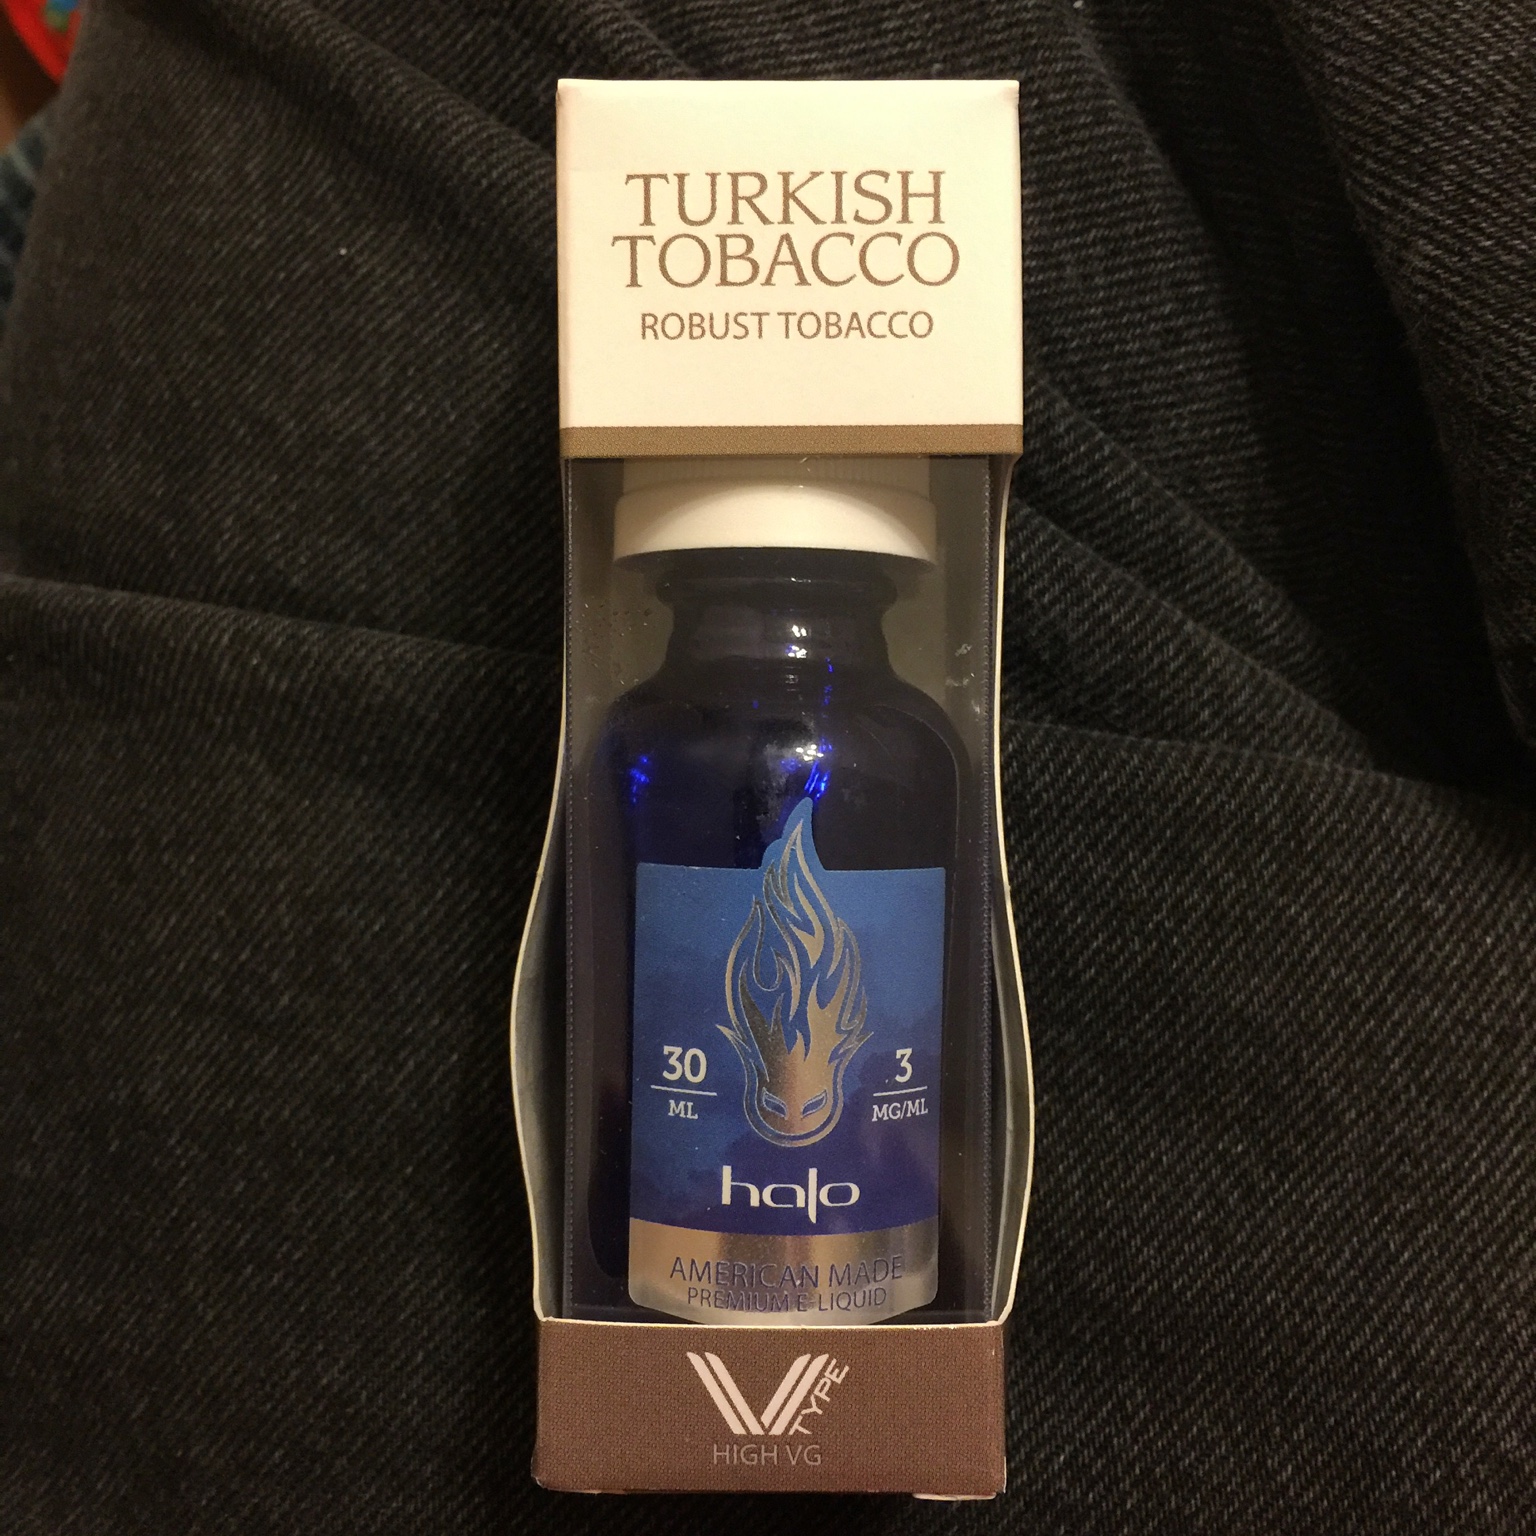 TURKISH
TOBACCO
ROBUST TOBACCO
30
ML
3
MG/ML
halo
AMERICAN MADE
PREMIUM E-LIQUID
V TYPE
HIGH VG